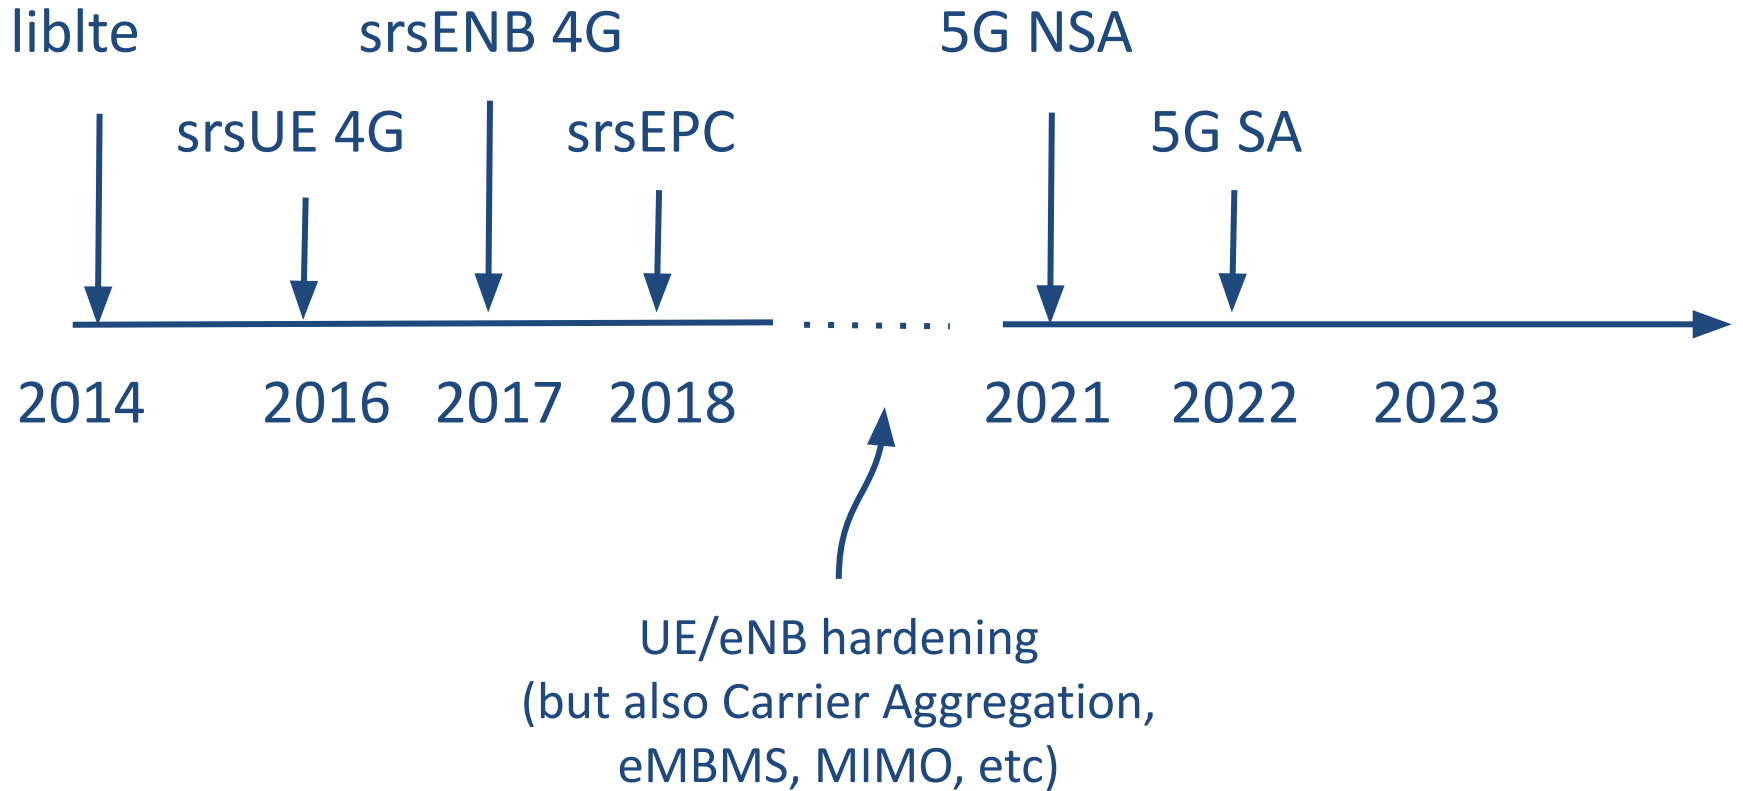 liblte
srsENB 4G
5G NSA
srsUE 4G
srsEPC
5G SA
2014
2016
2017
2018
2021
2022
2023
UE/eNB hardening
(but also Carrier Aggregation,
eMBMS, MIMO, etc)